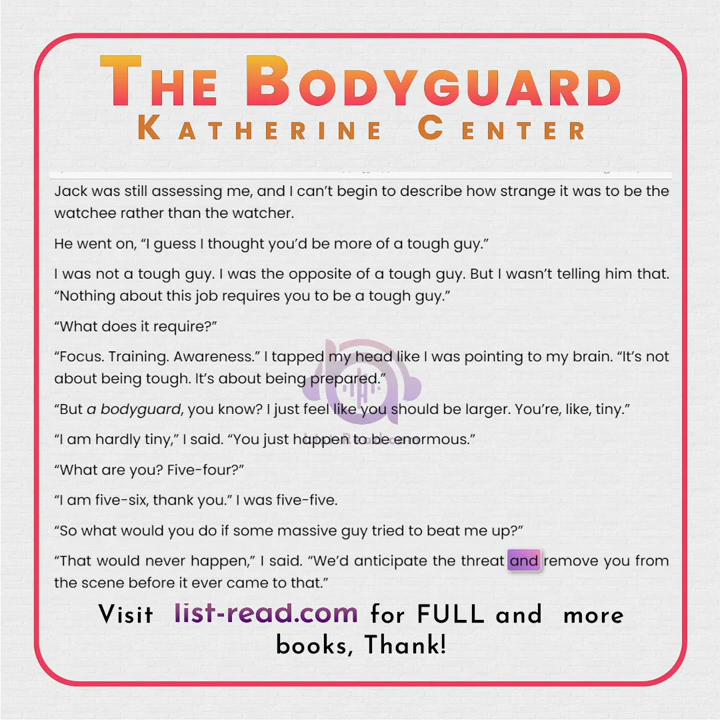 THE BODYGUARD
KATHERINE CENTER
Jack was still assessing me, and I can’t begin to describe how strange it was to be the
watchee rather than the watcher.
He went on, “I guess I thought you’d be more of a tough guy.”
I was not a tough guy. I was the opposite of a tough guy. But I wasn’t telling him that.
“Nothing about this job requires you to be a tough guy.”
“What does it require?”
“Focus. Training. Awareness.” I tapped my head like I was pointing to my brain. “It’s not
about being tough. It’s about being prepared.”
“But a bodyguard, you know? I just feel like you should be larger. You’re, like, tiny.”
“I am hardly tiny,” I said. “You just happen to be enormous.”
“What are you? Five-four?”
“I am five-six, thank you.” I was five-five.
“So what would you do if some massive guy tried to beat me up?”
“That would never happen,” I said. “We’d anticipate the threat and remove you from
the scene before it ever came to that.”
Visit list-read.com for FULL and more
books, Thank!